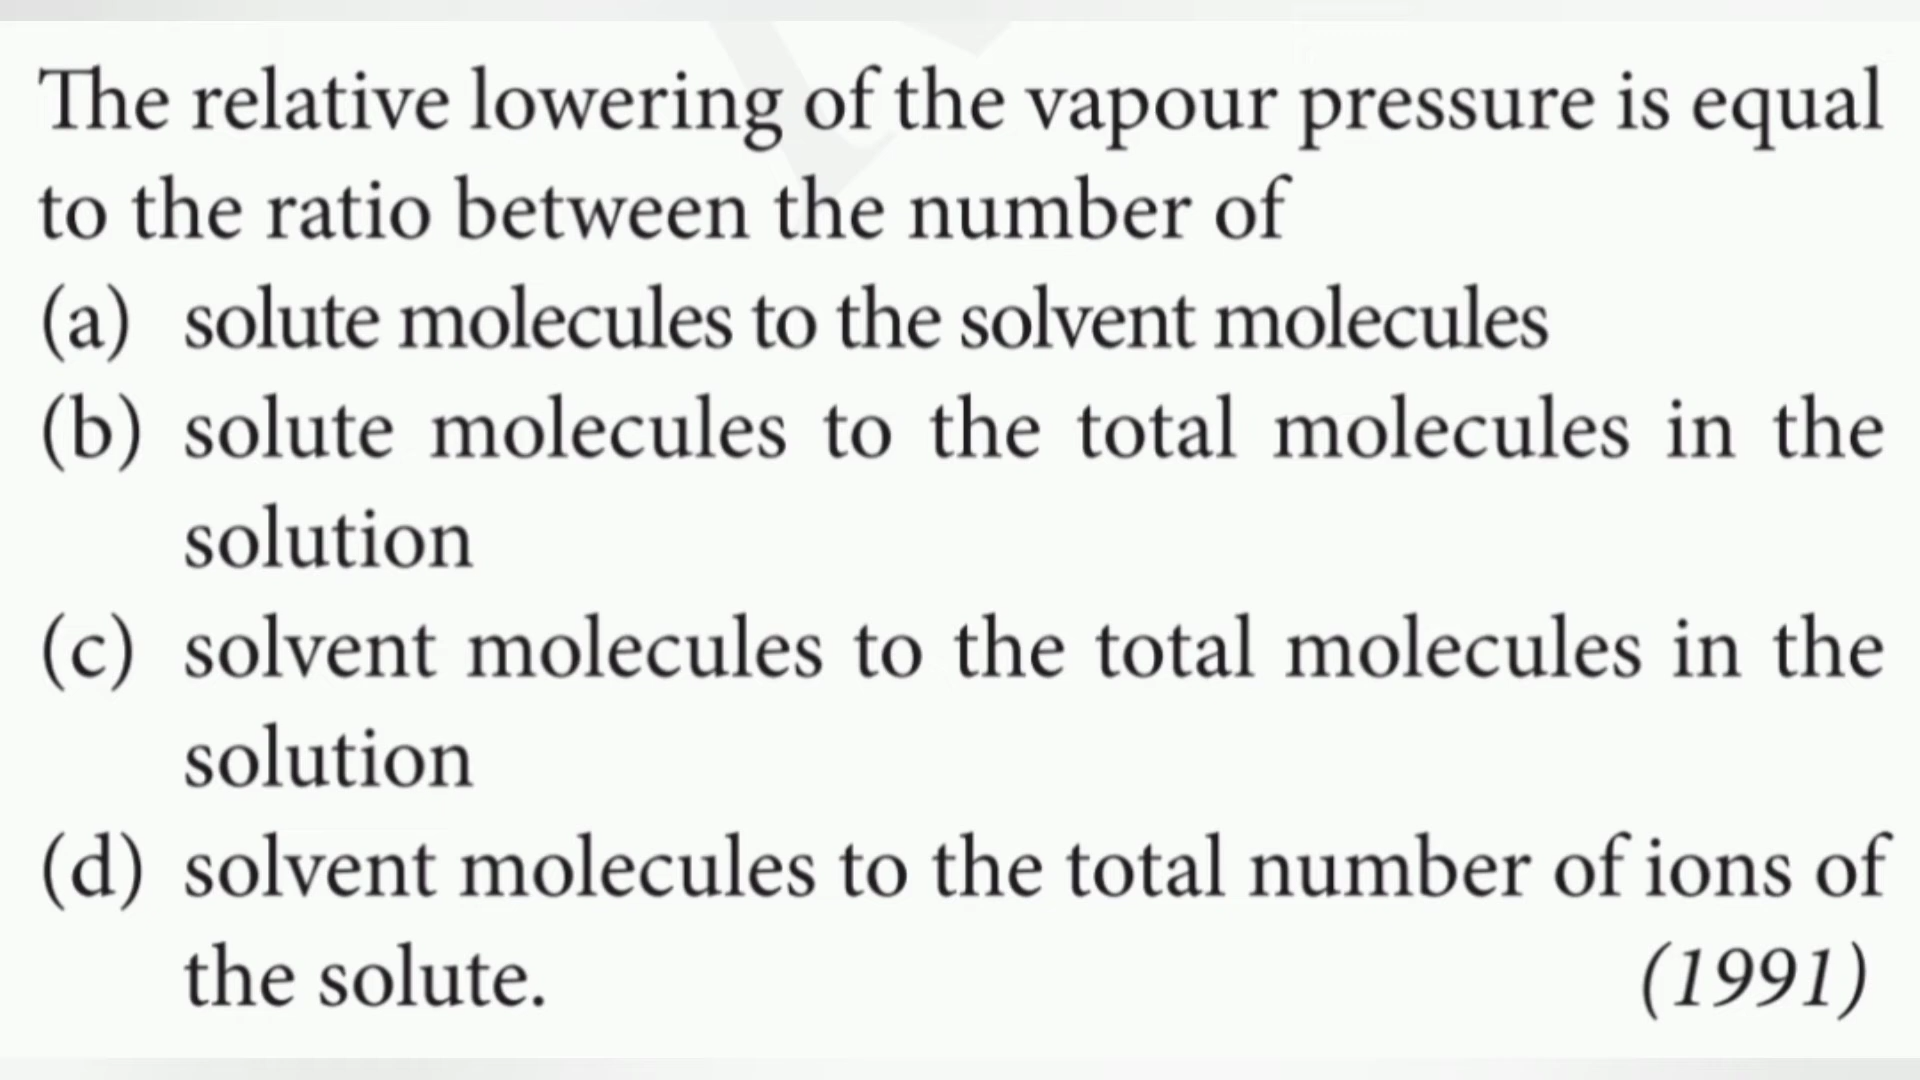 The relative lowering of the vapour pressure is equal
to the ratio between the number of
(a) solute molecules to the solvent molecules
(b) solute molecules to the total molecules in the
solution
(c) solvent molecules to the total molecules in the
solution
(d) solvent molecules to the total number of ions of
the solute. (1991)